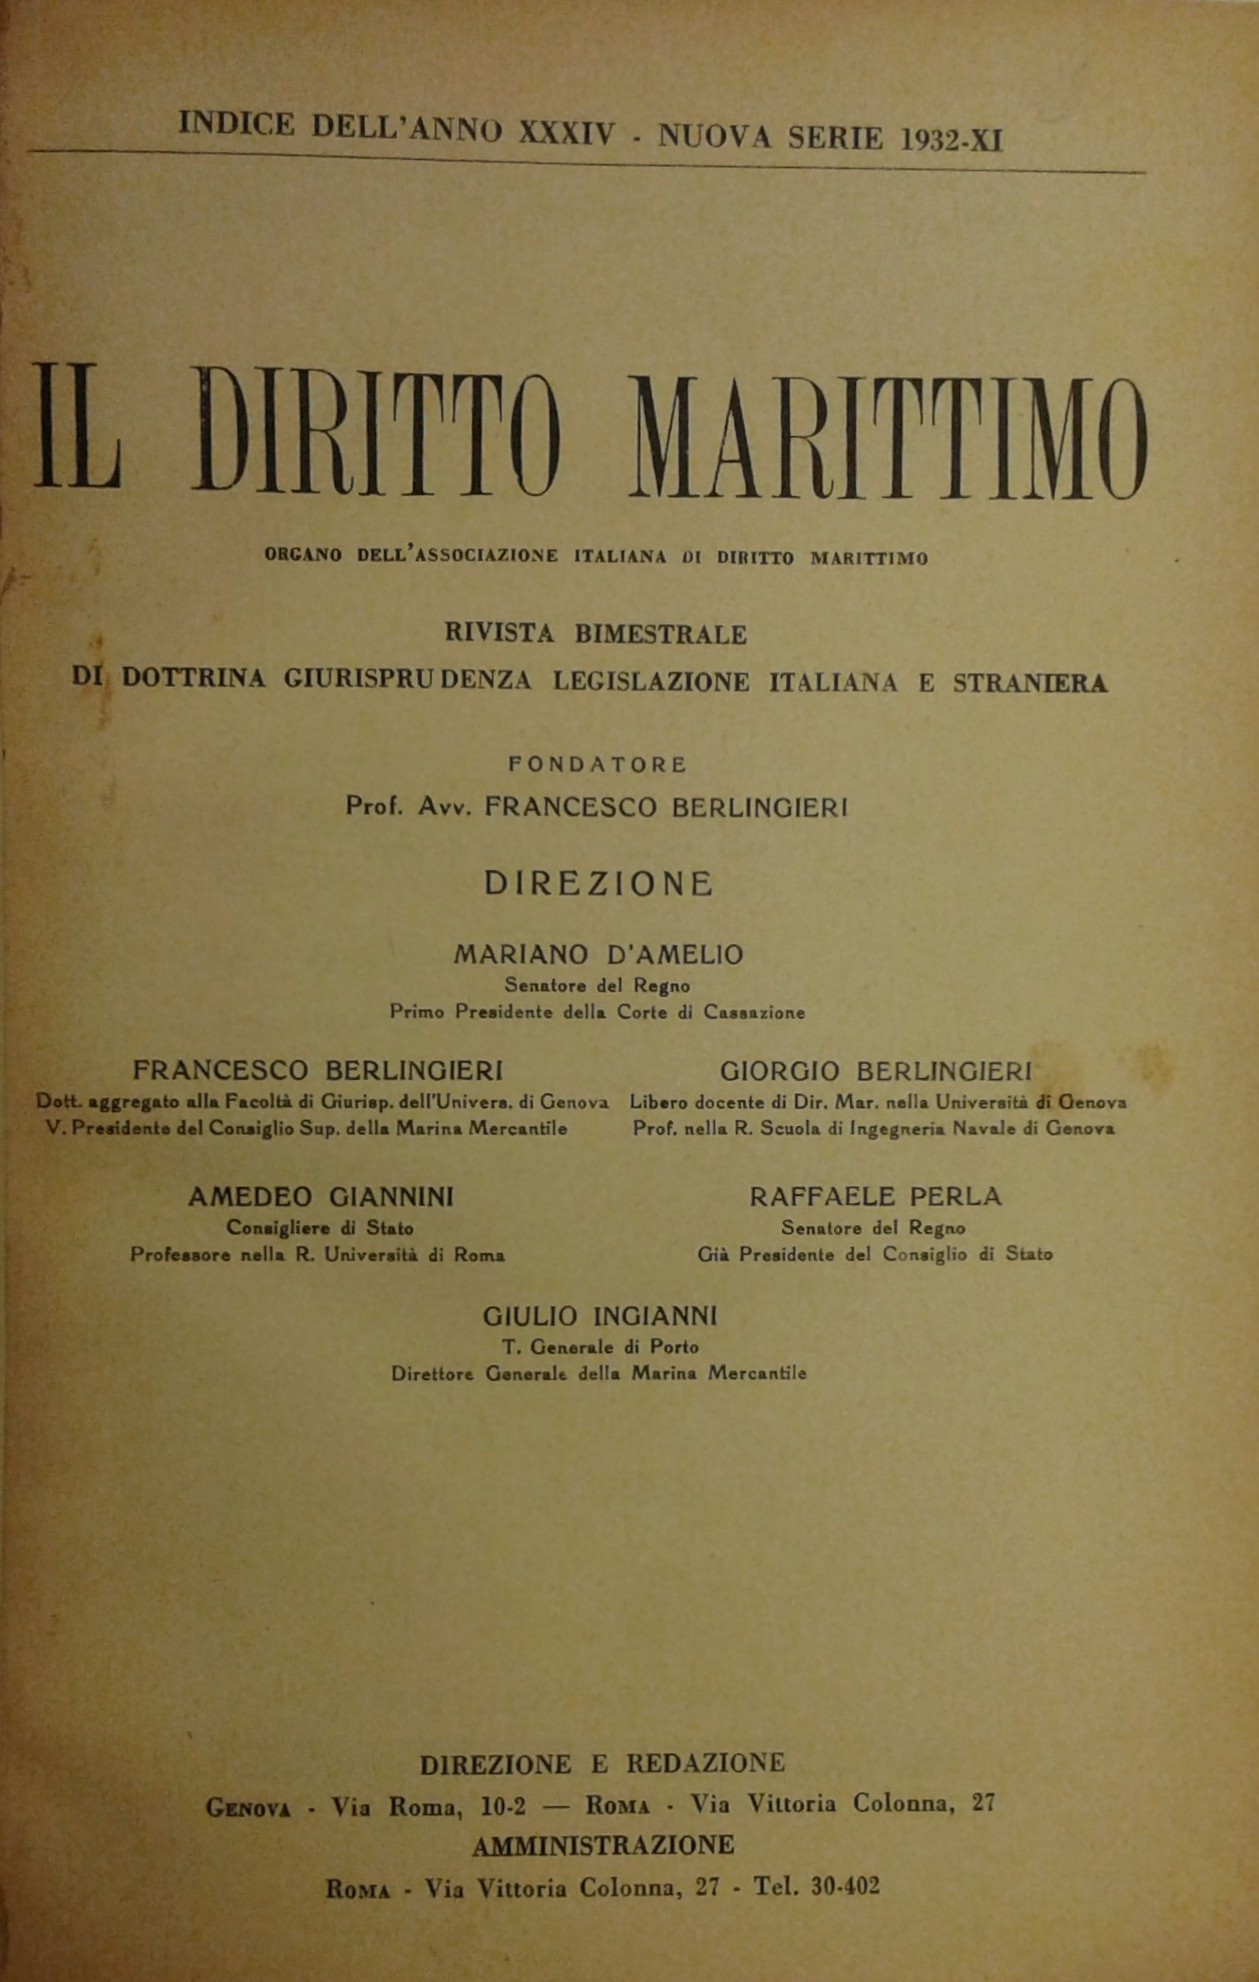 INDICE DELL'ANNO XXXIV - NUOVA SERIE 1932-XI
IL DIRITTO MARITTIMO
ORGANO DELL'ASSOCIAZIONE ITALIANA DI DIRITTO MARITTIMO
RIVISTA BIMESTRALE
DI DOTTRINA GIURISPRUDENZA LEGISLAZIONE ITALIANA E STRANIERA
FONDATORE
Prof. Avv. FRANCESCO BERLINGIERI
DIREZIONE
MARIANO D'AMELIO
Senatore del Regno
Primo Presidente della Corte di Cassazione
FRANCESCO BERLINGIERI
Dott. aggregato alla Facoltà di Giurisp. dell'Univers. di Genova
V. Presidente del Consiglio Sup. della Marina Mercantile
GIORGIO BERLINGIERI
Libero docente di Dir. Mar. nella Università di Genova
Prof. nella R. Scuola di Ingegneria Navale di Genova
AMEDEO GIANNINI
Consigliere di Stato
Professore nella R. Università di Roma
RAFFAELE PERLA
Senatore del Regno
Già Presidente del Consiglio di Stato
GIULIO INGIANNI
T. Generale di Porto
Direttore Generale della Marina Mercantile
DIREZIONE E REDAZIONE
GENOVA - Via Roma, 10-2 — ROMA - Via Vittoria Colonna, 27
AMMINISTRAZIONE
ROMA - Via Vittoria Colonna, 27 - Tel. 30-402